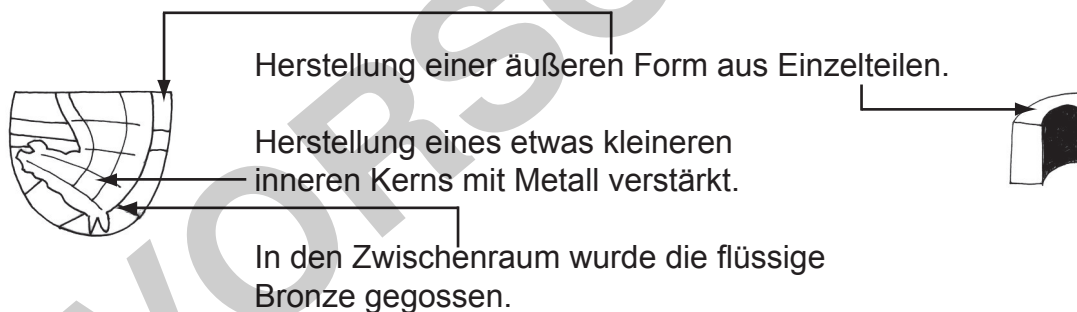 Herstellung einer äußeren Form aus Einzelteilen.
Herstellung eines etwas kleineren
inneren Kerns mit Metall verstärkt.
In den Zwischenraum wurde die flüssige
Bronze gegossen.